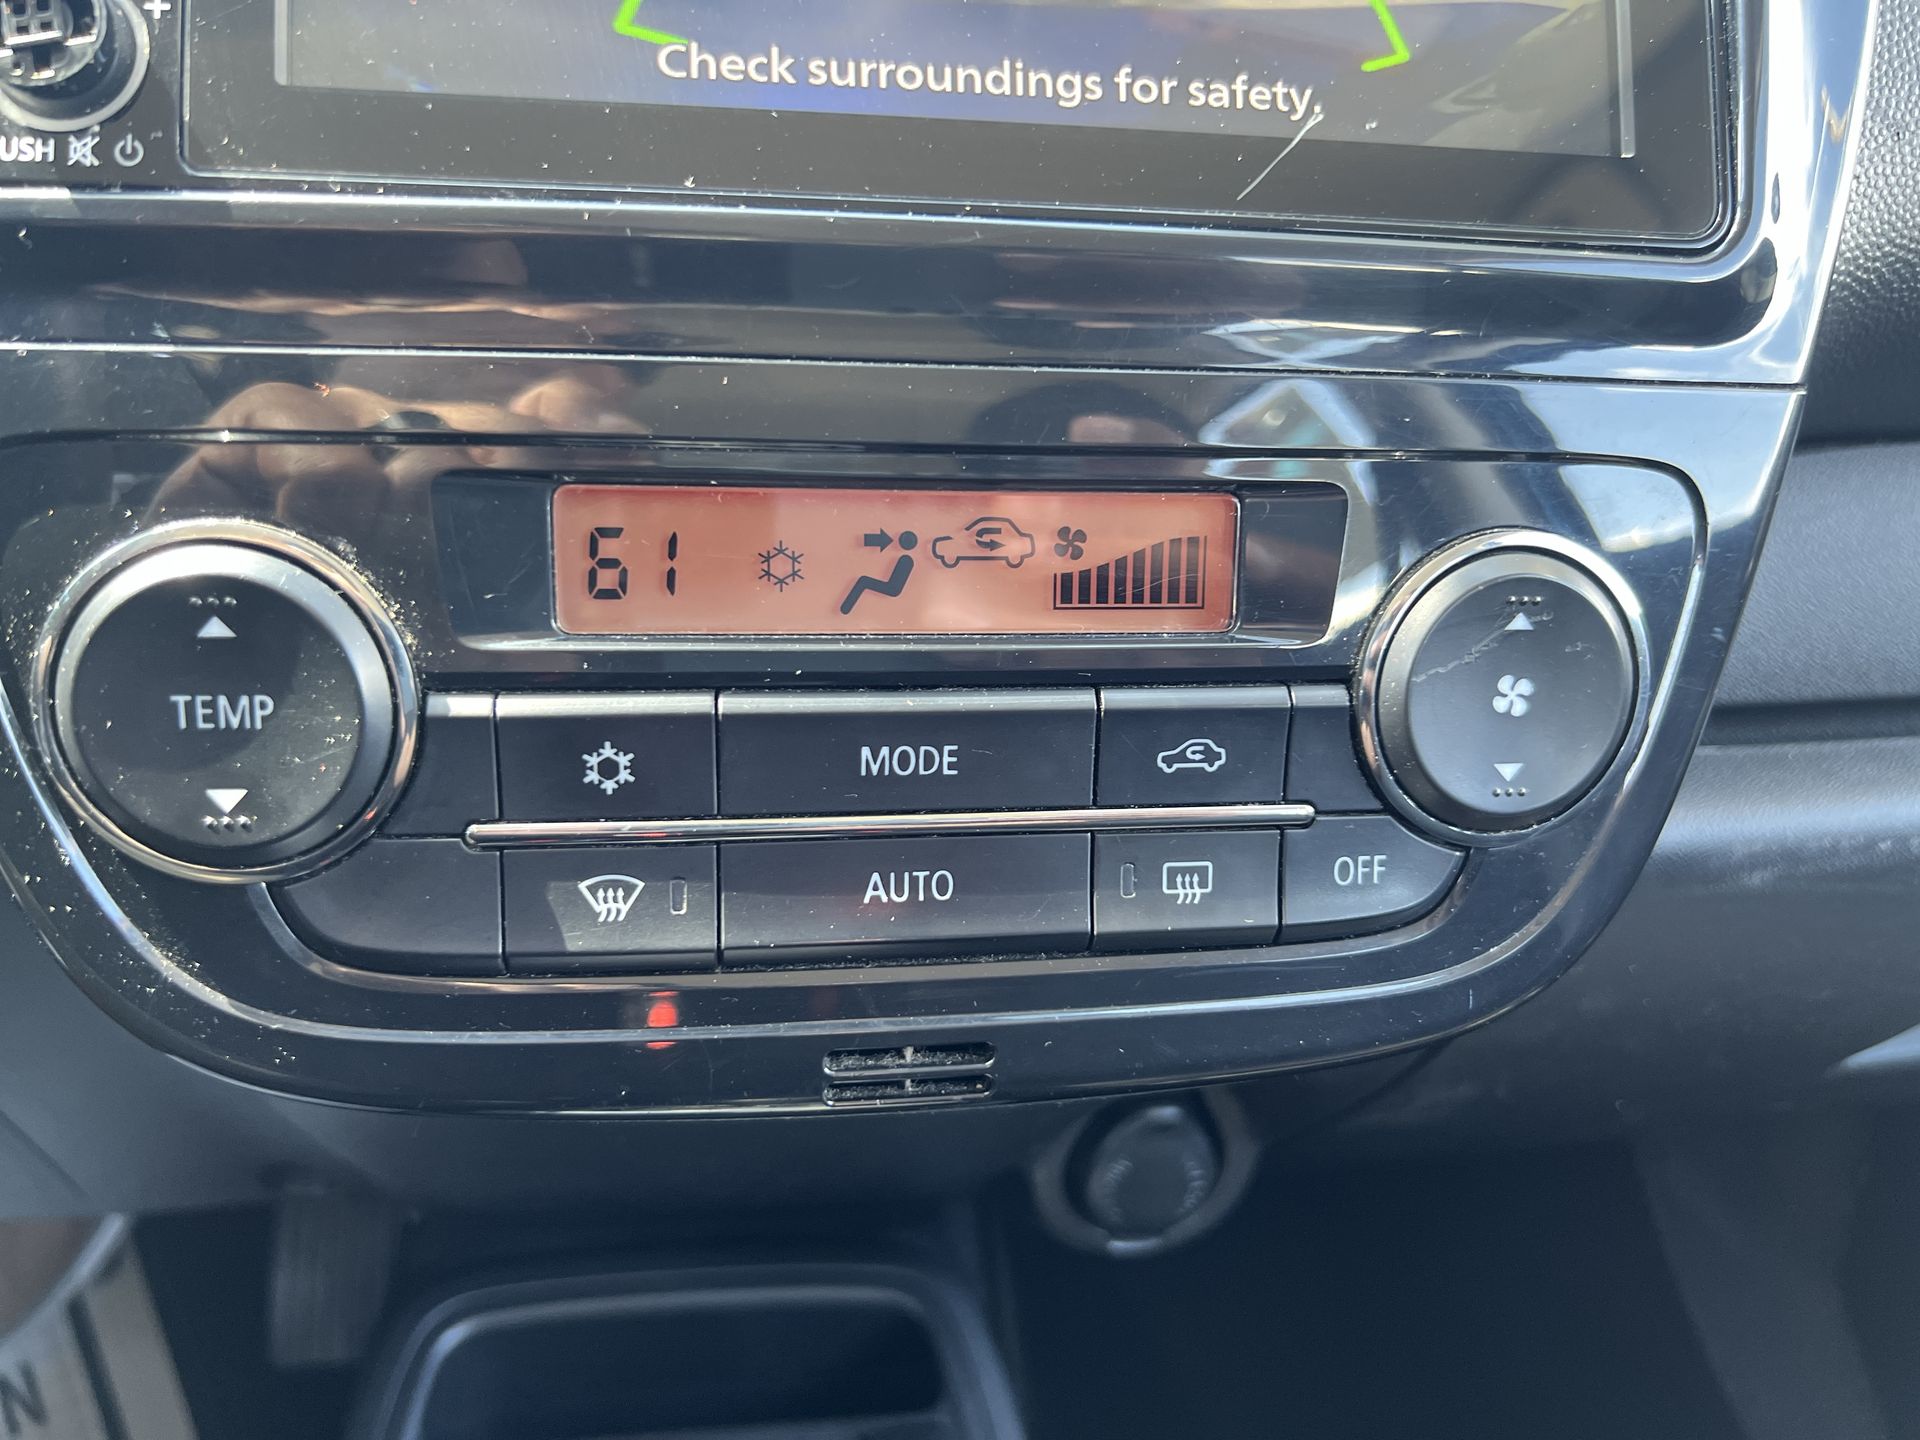 Check surroundings for safety.
USH
61
TEMP
MODE
AUTO
OFF
N